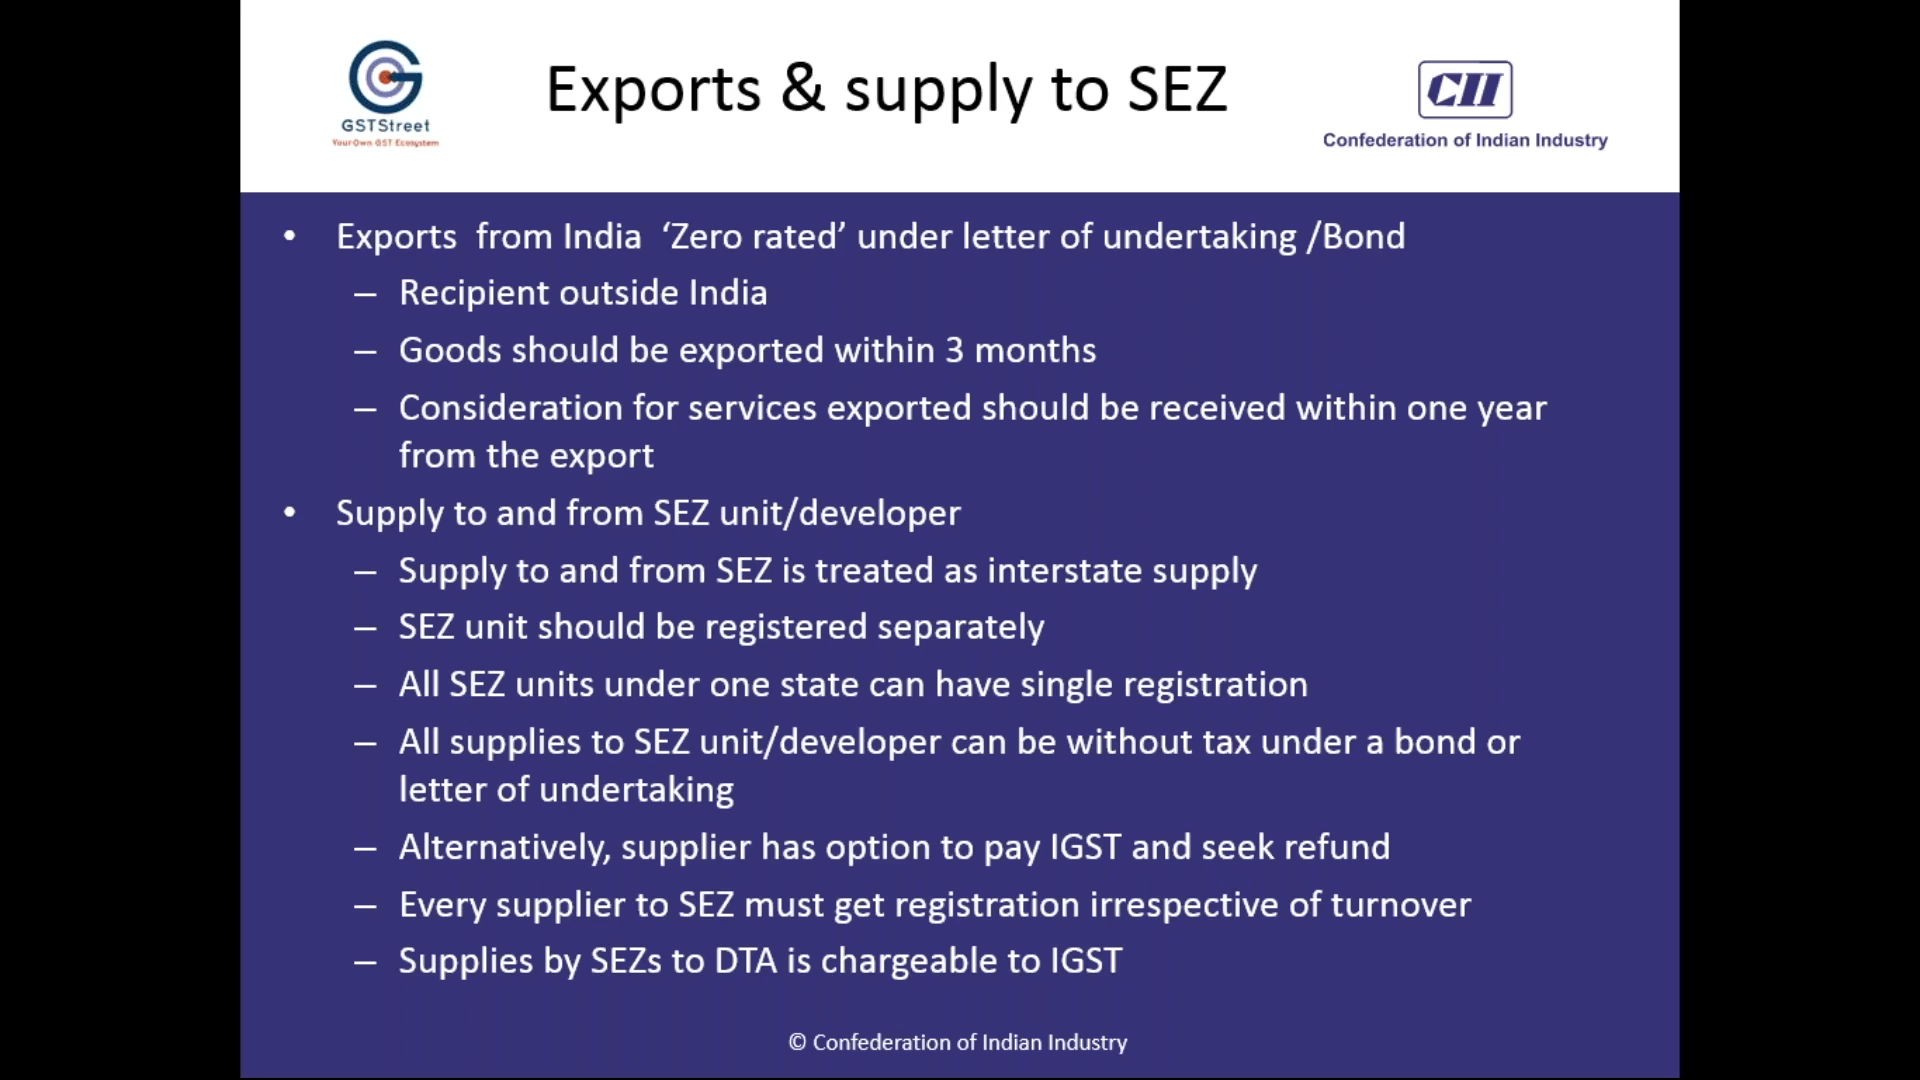 GSTStreet
Your Own GST Ecosystem
Exports & supply to SEZ
CII
Confederation of Indian Industry
• Exports from India ‘Zero rated’ under letter of undertaking /Bond
– Recipient outside India
– Goods should be exported within 3 months
– Consideration for services exported should be received within one year
from the export
• Supply to and from SEZ unit/developer
– Supply to and from SEZ is treated as interstate supply
– SEZ unit should be registered separately
– All SEZ units under one state can have single registration
– All supplies to SEZ unit/developer can be without tax under a bond or
letter of undertaking
– Alternatively, supplier has option to pay IGST and seek refund
– Every supplier to SEZ must get registration irrespective of turnover
– Supplies by SEZs to DTA is chargeable to IGST
© Confederation of Indian Industry